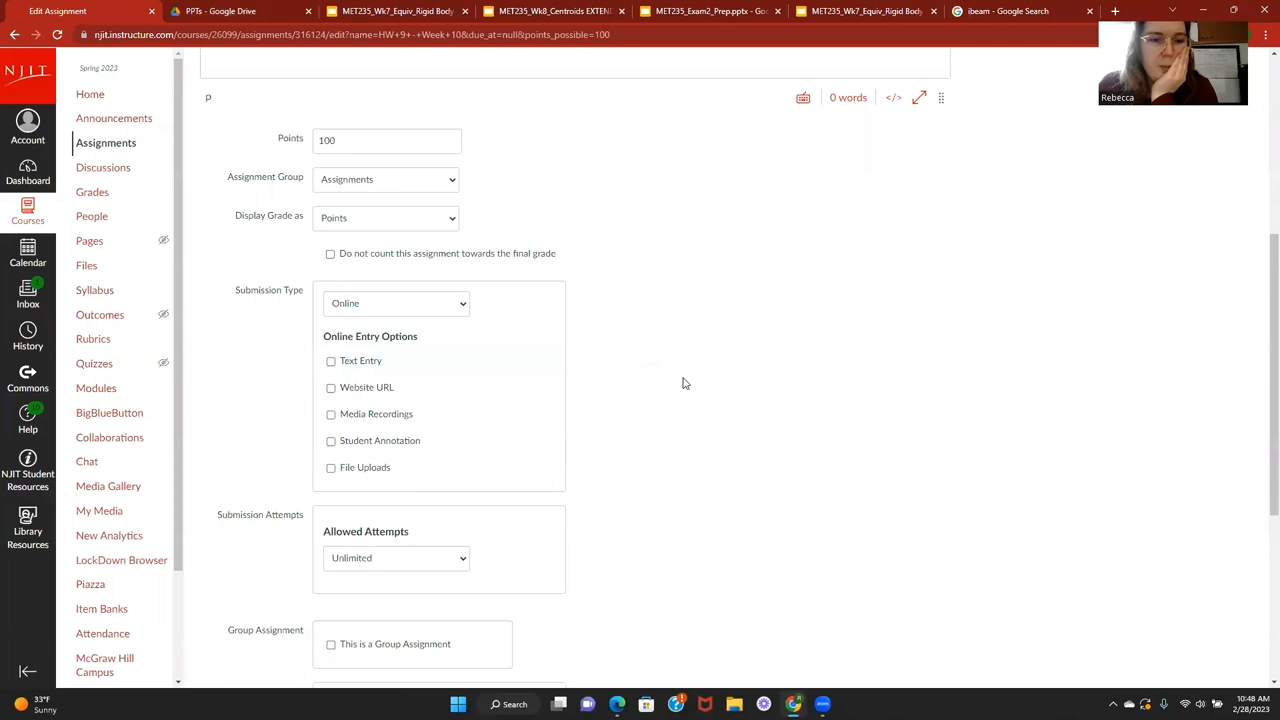 Assignment
PPTs - Google Drive
MET235_Wk7_Equiv_Rigid Body
MET235_Wk8_Centroids EXTEN
MET235_Exam2_Prep.pptx - Go
MET235_Wk7_Equiv_Rigid Body
ibeam - Google Search
njit.instructure.com/courses/26099/assignments/316124/edit?name=HW+9+-+Week+10&due_at=null&points_possible=100
NJIT
Account
Dashboard
Courses
Calendar
1
Inbox
History
Commons
10
Help
NJIT Student
Resources
Library
Resources
Spring 2023
Home
Announcements
Assignments
Discussions
Grades
People
Pages
Files
Syllabus
Outcomes
Rubrics
Quizzes
Modules
BigBlueButton
Collaborations
Chat
Media Gallery
My Media
New Analytics
LockDown Browser
Piazza
Item Banks
Attendance
McGraw Hill
Campus
p
0 words
</>
Points 100
Assignment Group Assignments
Display Grade as Points
Do not count this assignment towards the final grade
Submission Type Online
Online Entry Options
Text Entry
Website URL
Media Recordings
Student Annotation
File Uploads
Submission Attempts
Allowed Attempts
Unlimited
Group Assignment
This is a Group Assignment
Rebecca
33°F
Sunny
Search
10:48 AM
2/28/2023